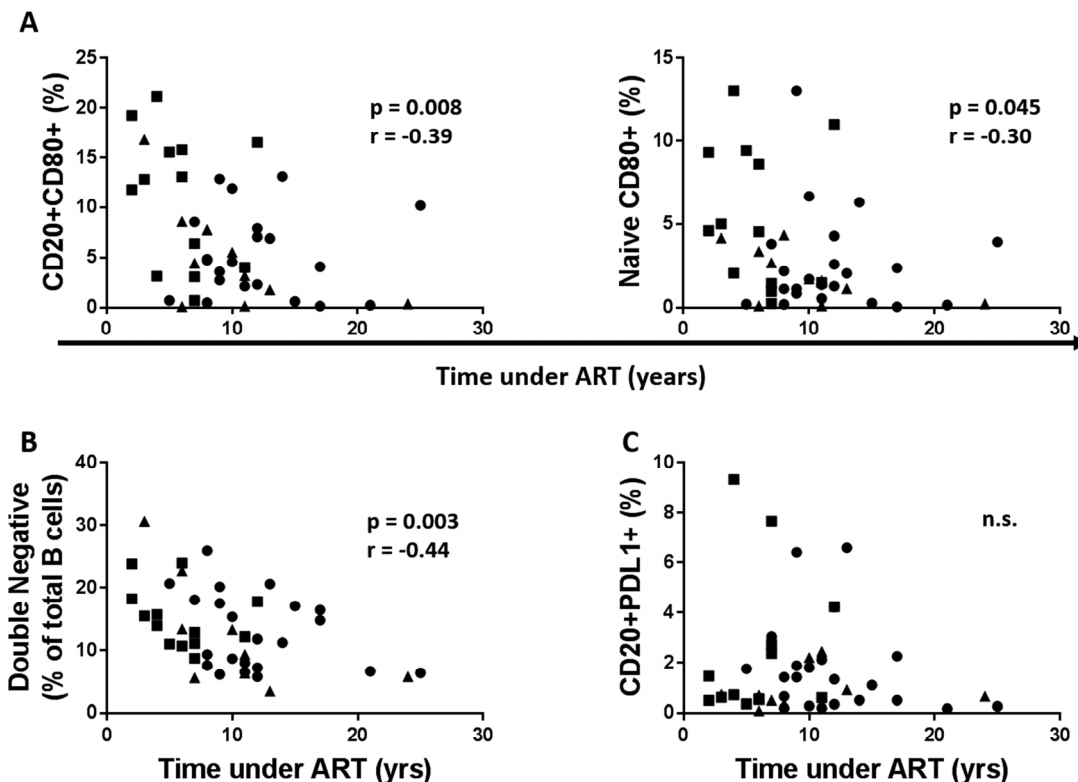 A
CD20+CD80+ (%)
25
20
15
10
5
0
0 10 20 30
p = 0.008
r = -0.39
Naive CD80+ (%)
15
10
5
0
0 10 20 30
p = 0.045
r = -0.30
Time under ART (years)
B
Double Negative
(% of total B cells)
40
30
20
10
0
0 10 20 30
p = 0.003
r = -0.44
Time under ART (yrs)
C
CD20+PDL1+ (%)
10
8
6
4
2
0
0 10 20 30
n.s.
Time under ART (yrs)